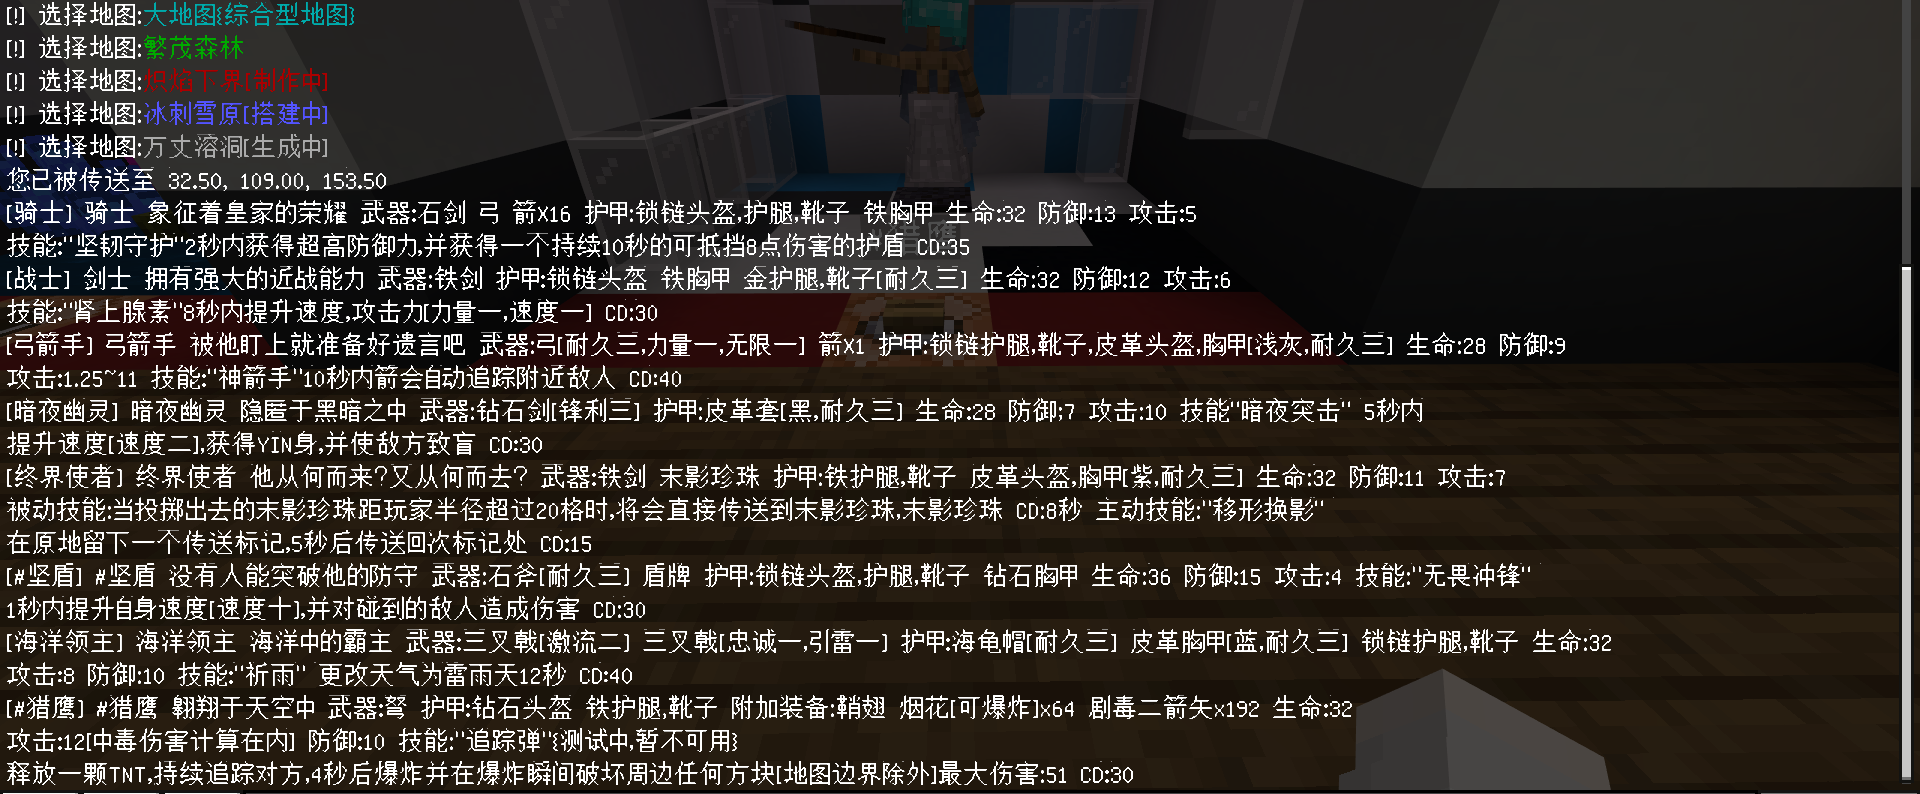 [!] 选择地图:大地图{综合型地图}
[!] 选择地图:繁茂森林
[!] 选择地图:炽焰下界[制作中]
[!] 选择地图:冰刺雪原[搭建中]
[!] 选择地图:万丈溶洞[生成中]
您已被传送至 32.50, 109.00, 153.50
[骑士] 骑士 象征着皇家的荣耀 武器:石剑 弓 箭X16 护甲:锁链头盔,护腿,靴子 铁胸甲 生命:32 防御:13 攻击:5
技能:"坚韧守护"2秒内获得超高防御力,并获得一个持续10秒的可抵挡8点伤害的护盾 CD:35
[战士] 剑士 拥有强大的近战能力 武器:铁剑 护甲:锁链头盔 铁胸甲 金护腿,靴子[耐久三] 生命:32 防御:12 攻击:6
技能:"肾上腺素"8秒内提升速度,攻击力[力量一,速度一] CD:30
[弓箭手] 弓箭手 被他盯上就准备好遗言吧 武器:弓[耐久三,力量一,无限一] 箭X1 护甲:锁链护腿,靴子,皮革头盔,胸甲[浅灰,耐久三] 生命:28 防御:9
攻击:1.25~11 技能:"神箭手"10秒内箭会自动追踪附近敌人 CD:40
[暗夜幽灵] 暗夜幽灵 隐匿于黑暗之中 武器:钻石剑[锋利三] 护甲:皮革套[黑,耐久三] 生命:28 防御;7 攻击:10 技能"暗夜突击" 5秒内
提升速度[速度二],获得YIN身,并使敌方致盲 CD:30
[终界使者] 终界使者 他从何而来?又从何而去? 武器:铁剑 末影珍珠 护甲:铁护腿,靴子 皮革头盔,胸甲[紫,耐久三] 生命:32 防御:11 攻击:7
被动技能:当投掷出去的末影珍珠距玩家半径超过20格时,将会直接传送到末影珍珠,末影珍珠 CD:8秒 主动技能:"移形换影"
在原地留下一个传送标记,5秒后传送回次标记处 CD:15
[#坚盾] #坚盾 没有人能突破他的防守 武器:石斧[耐久三] 盾牌 护甲:锁链头盔,护腿,靴子 钻石胸甲 生命:36 防御:15 攻击:4 技能:"无畏冲锋"
1秒内提升自身速度[速度十],并对碰到的敌人造成伤害 CD:30
[海洋领主] 海洋领主 海洋中的霸主 武器:三叉戟[激流二] 三叉戟[忠诚一,引雷一] 护甲:海龟帽[耐久三] 皮革胸甲[蓝,耐久三] 锁链护腿,靴子 生命:32
攻击:8 防御:10 技能:"祈雨" 更改天气为雷雨天12秒 CD:40
[#猎鹰] #猎鹰 翱翔于天空中 武器:弩 护甲:钻石头盔 铁护腿,靴子 附加装备:鞘翅 烟花[可爆炸]x64 剧毒二箭矢x192 生命:32
攻击:12[中毒伤害计算在内] 防御:10 技能:"追踪弹"{测试中,暂不可用}
释放一颗TNT,持续追踪对方,4秒后爆炸并在爆炸瞬间破坏周边任何方块[地图边界除外]最大伤害:51 CD:30